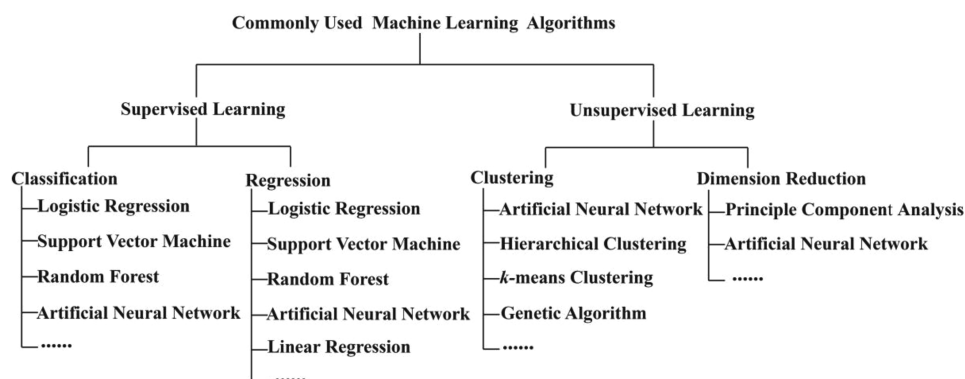 Commonly Used Machine Learning Algorithms
Supervised Learning
Unsupervised Learning
Classification
Logistic Regression
Support Vector Machine
Random Forest
Artificial Neural Network
......
Regression
Logistic Regression
Support Vector Machine
Random Forest
Artificial Neural Network
Linear Regression
......
Clustering
Artificial Neural Network
Hierarchical Clustering
k-means Clustering
Genetic Algorithm
......
Dimension Reduction
Principle Component Analysis
Artificial Neural Network
......